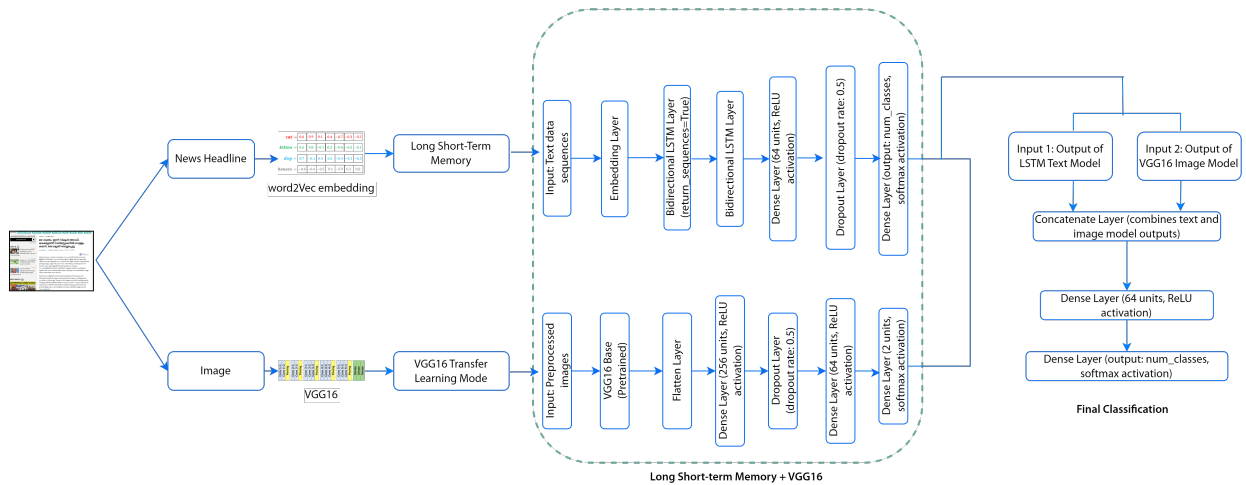 News Headline
cat
kitten
dog
houses
word2Vec embedding
Long Short-Term
Memory
Image
VGG16
VGG16 Transfer
Learning Mode
Input: Text data
sequences
Embedding Layer
Bidirectional LSTM Layer
(return_sequences=True)
Bidirectional LSTM Layer
Dense Layer (64 units, ReLU
activation)
Dropout Layer (dropout rate: 0.5)
Dense Layer (output: num_classes,
softmax activation)
Input: Preprocessed
images
VGG16 Base
(Pretrained)
Flatten Layer
Dense Layer (256 units, ReLU
activation)
Dropout Layer
(dropout rate: 0.5)
Dense Layer (64 units, ReLU
activation)
Dense Layer (2 units,
softmax activation)
Long Short-term Memory + VGG16
Input 1: Output of
LSTM Text Model
Input 2: Output of
VGG16 Image Model
Concatenate Layer (combines text and
image model outputs)
Dense Layer (64 units, ReLU
activation)
Dense Layer (output: num_classes,
softmax activation)
Final Classification